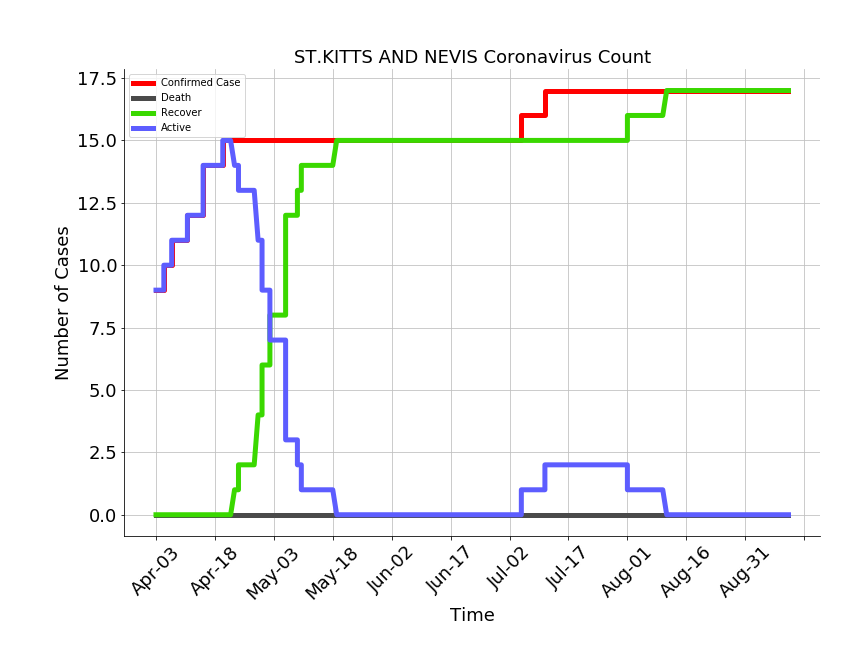 ST.KITTS AND NEVIS Coronavirus Count
Confirmed Case
Death
Recover
Active
17.5
15.0
12.5
10.0
7.5
5.0
2.5
0.0
Number of Cases
Apr-03
Apr-18
May-03
May-18
Jun-02
Jun-17
Jul-02
Jul-17
Aug-01
Aug-16
Aug-31
Time